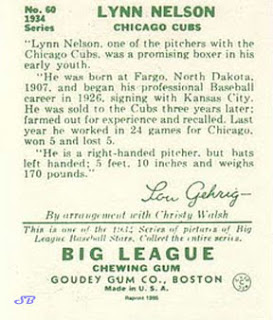 No. 60
1934
Series
LYNN NELSON
CHICAGO CUBS
"Lynn Nelson, one of the pitchers with the
Chicago Cubs, was a promising boxer in his
early youth.
"He was born at Fargo, North Dakota,
1907, and began his professional Baseball
career in 1926, signing with Kansas City.
He was sold to the Cubs three years later;
farmed out for experience and recalled. Last
year he worked in 24 games for Chicago,
won 5 and lost 5.
"He is a right-handed pitcher, but bats
left handed; 5 feet, 10 inches and weighs
170 pounds."
Lou Gehrig
By arrangement with Christy Walsh
This is one of the 1934 Series of pictures of Big
League Baseball Stars. Collect the entire series.
BIG LEAGUE
CHEWING GUM
GOUDEY GUM CO., BOSTON
Made in U. S. A.
Reprint
SB